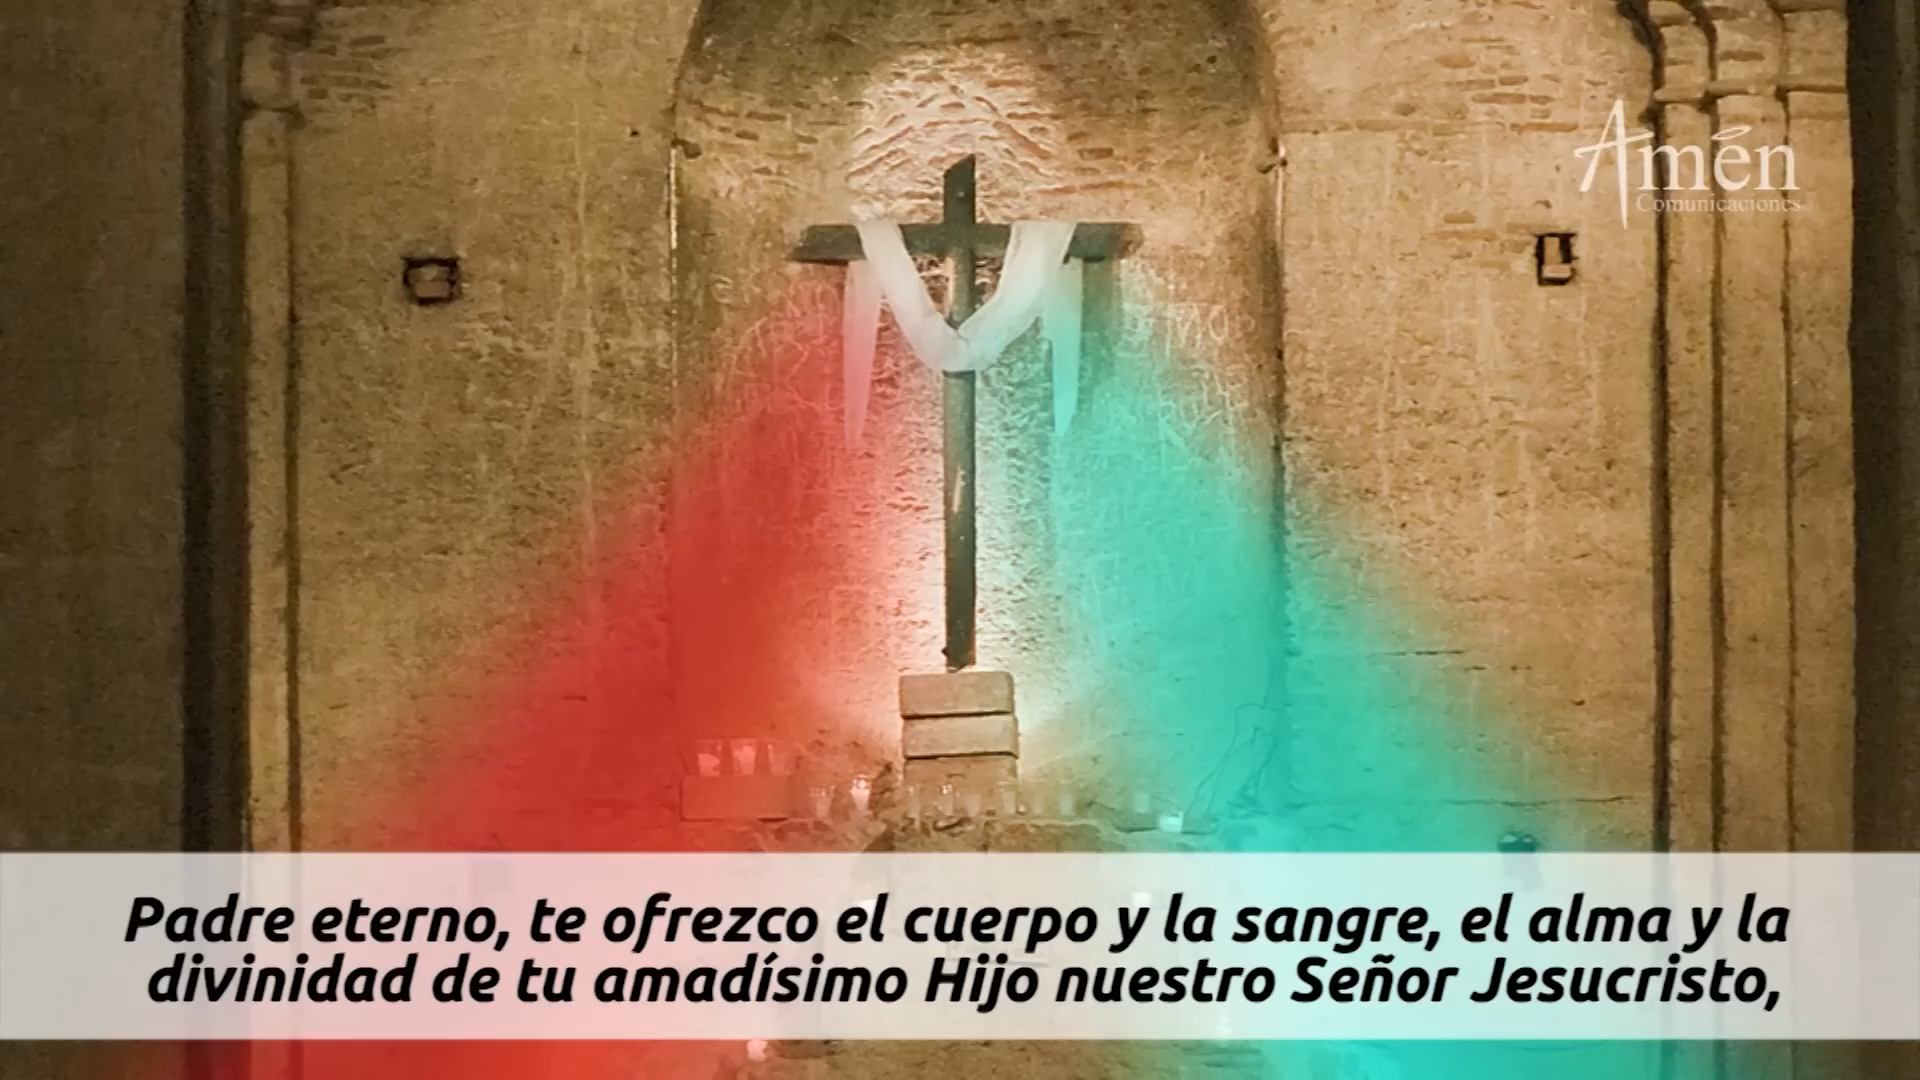 Amén
Comunicaciones
Padre eterno, te ofrezco el cuerpo y la sangre, el alma y la
divinidad de tu amadísimo Hijo nuestro Señor Jesucristo,